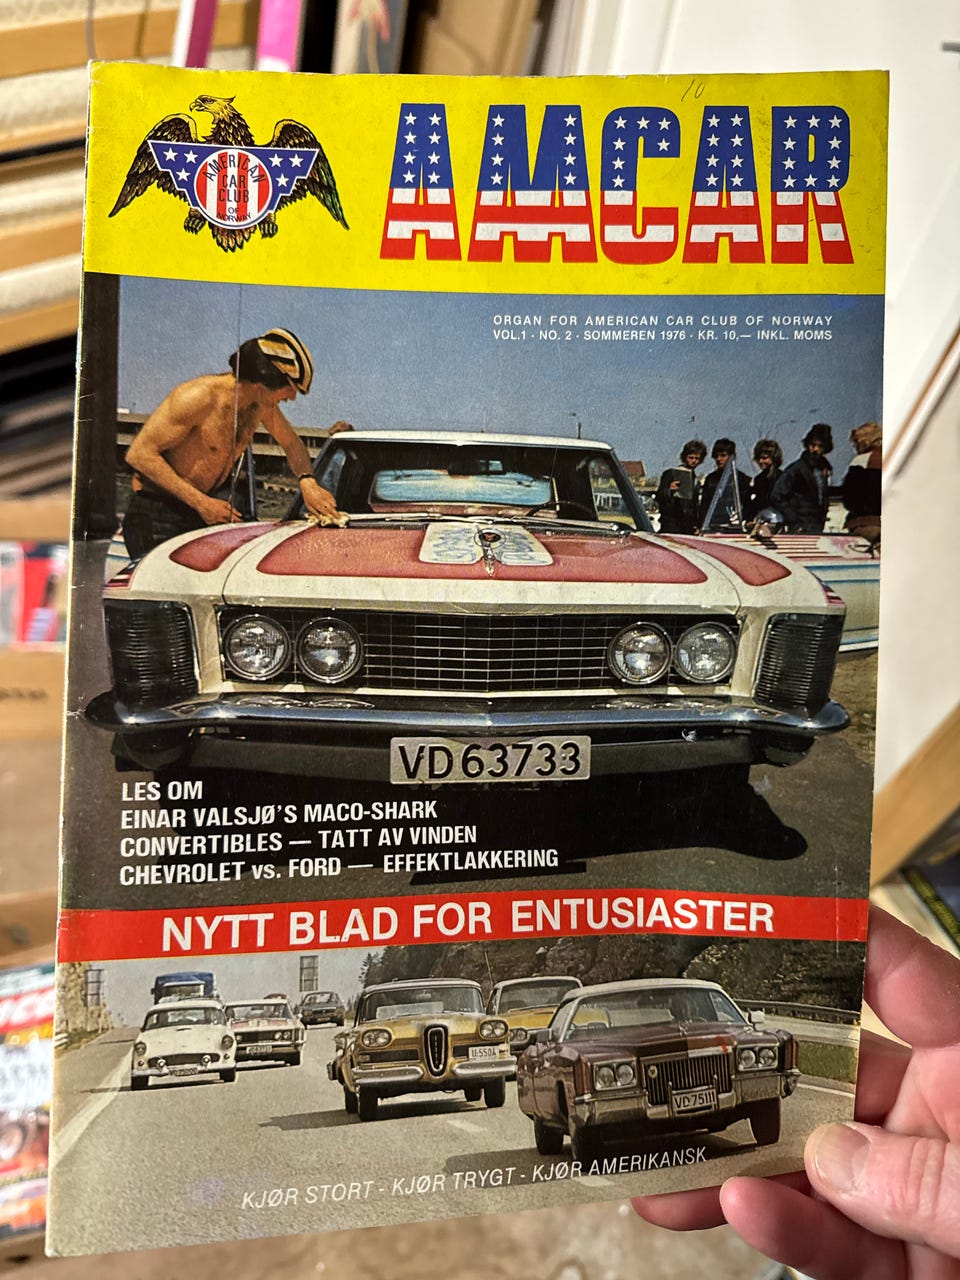 10
AMERICAN
CAR
CLUB
OF
NORWAY
AMCAR
ORGAN FOR AMERICAN CAR CLUB OF NORWAY
VOL.1 · NO. 2 · SOMMEREN 1976 · KR. 10,— INKL. MOMS
VD 63733
LES OM
EINAR VALSJØ'S MACO-SHARK
CONVERTIBLES — TATT AV VINDEN
CHEVROLET vs. FORD — EFFEKTLAKKERING
NYTT BLAD FOR ENTUSIASTER
VD 75111
KJØR STORT - KJØR TRYGT - KJØR AMERIKANSK